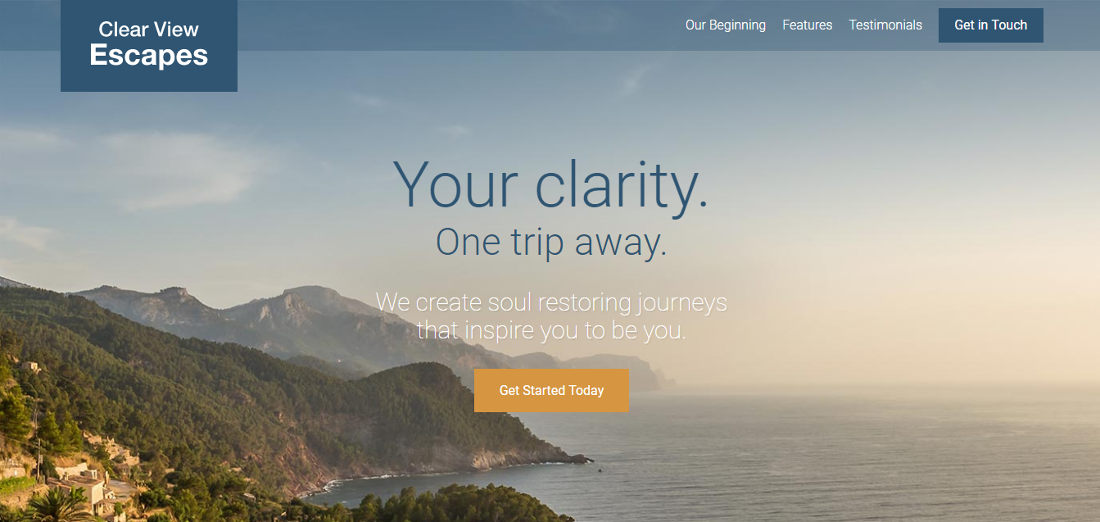 Clear View
Escapes
Our Beginning
Features
Testimonials
Get in Touch
Your clarity.
One trip away.
We create soul restoring journeys
that inspire you to be you.
Get Started Today